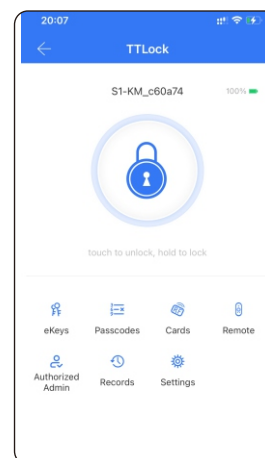 20:07
TTLock
S1-KM_c60a74
100%
touch to unlock, hold to lock
eKeys Passcodes Cards Remote
Authorized Admin Records Settings